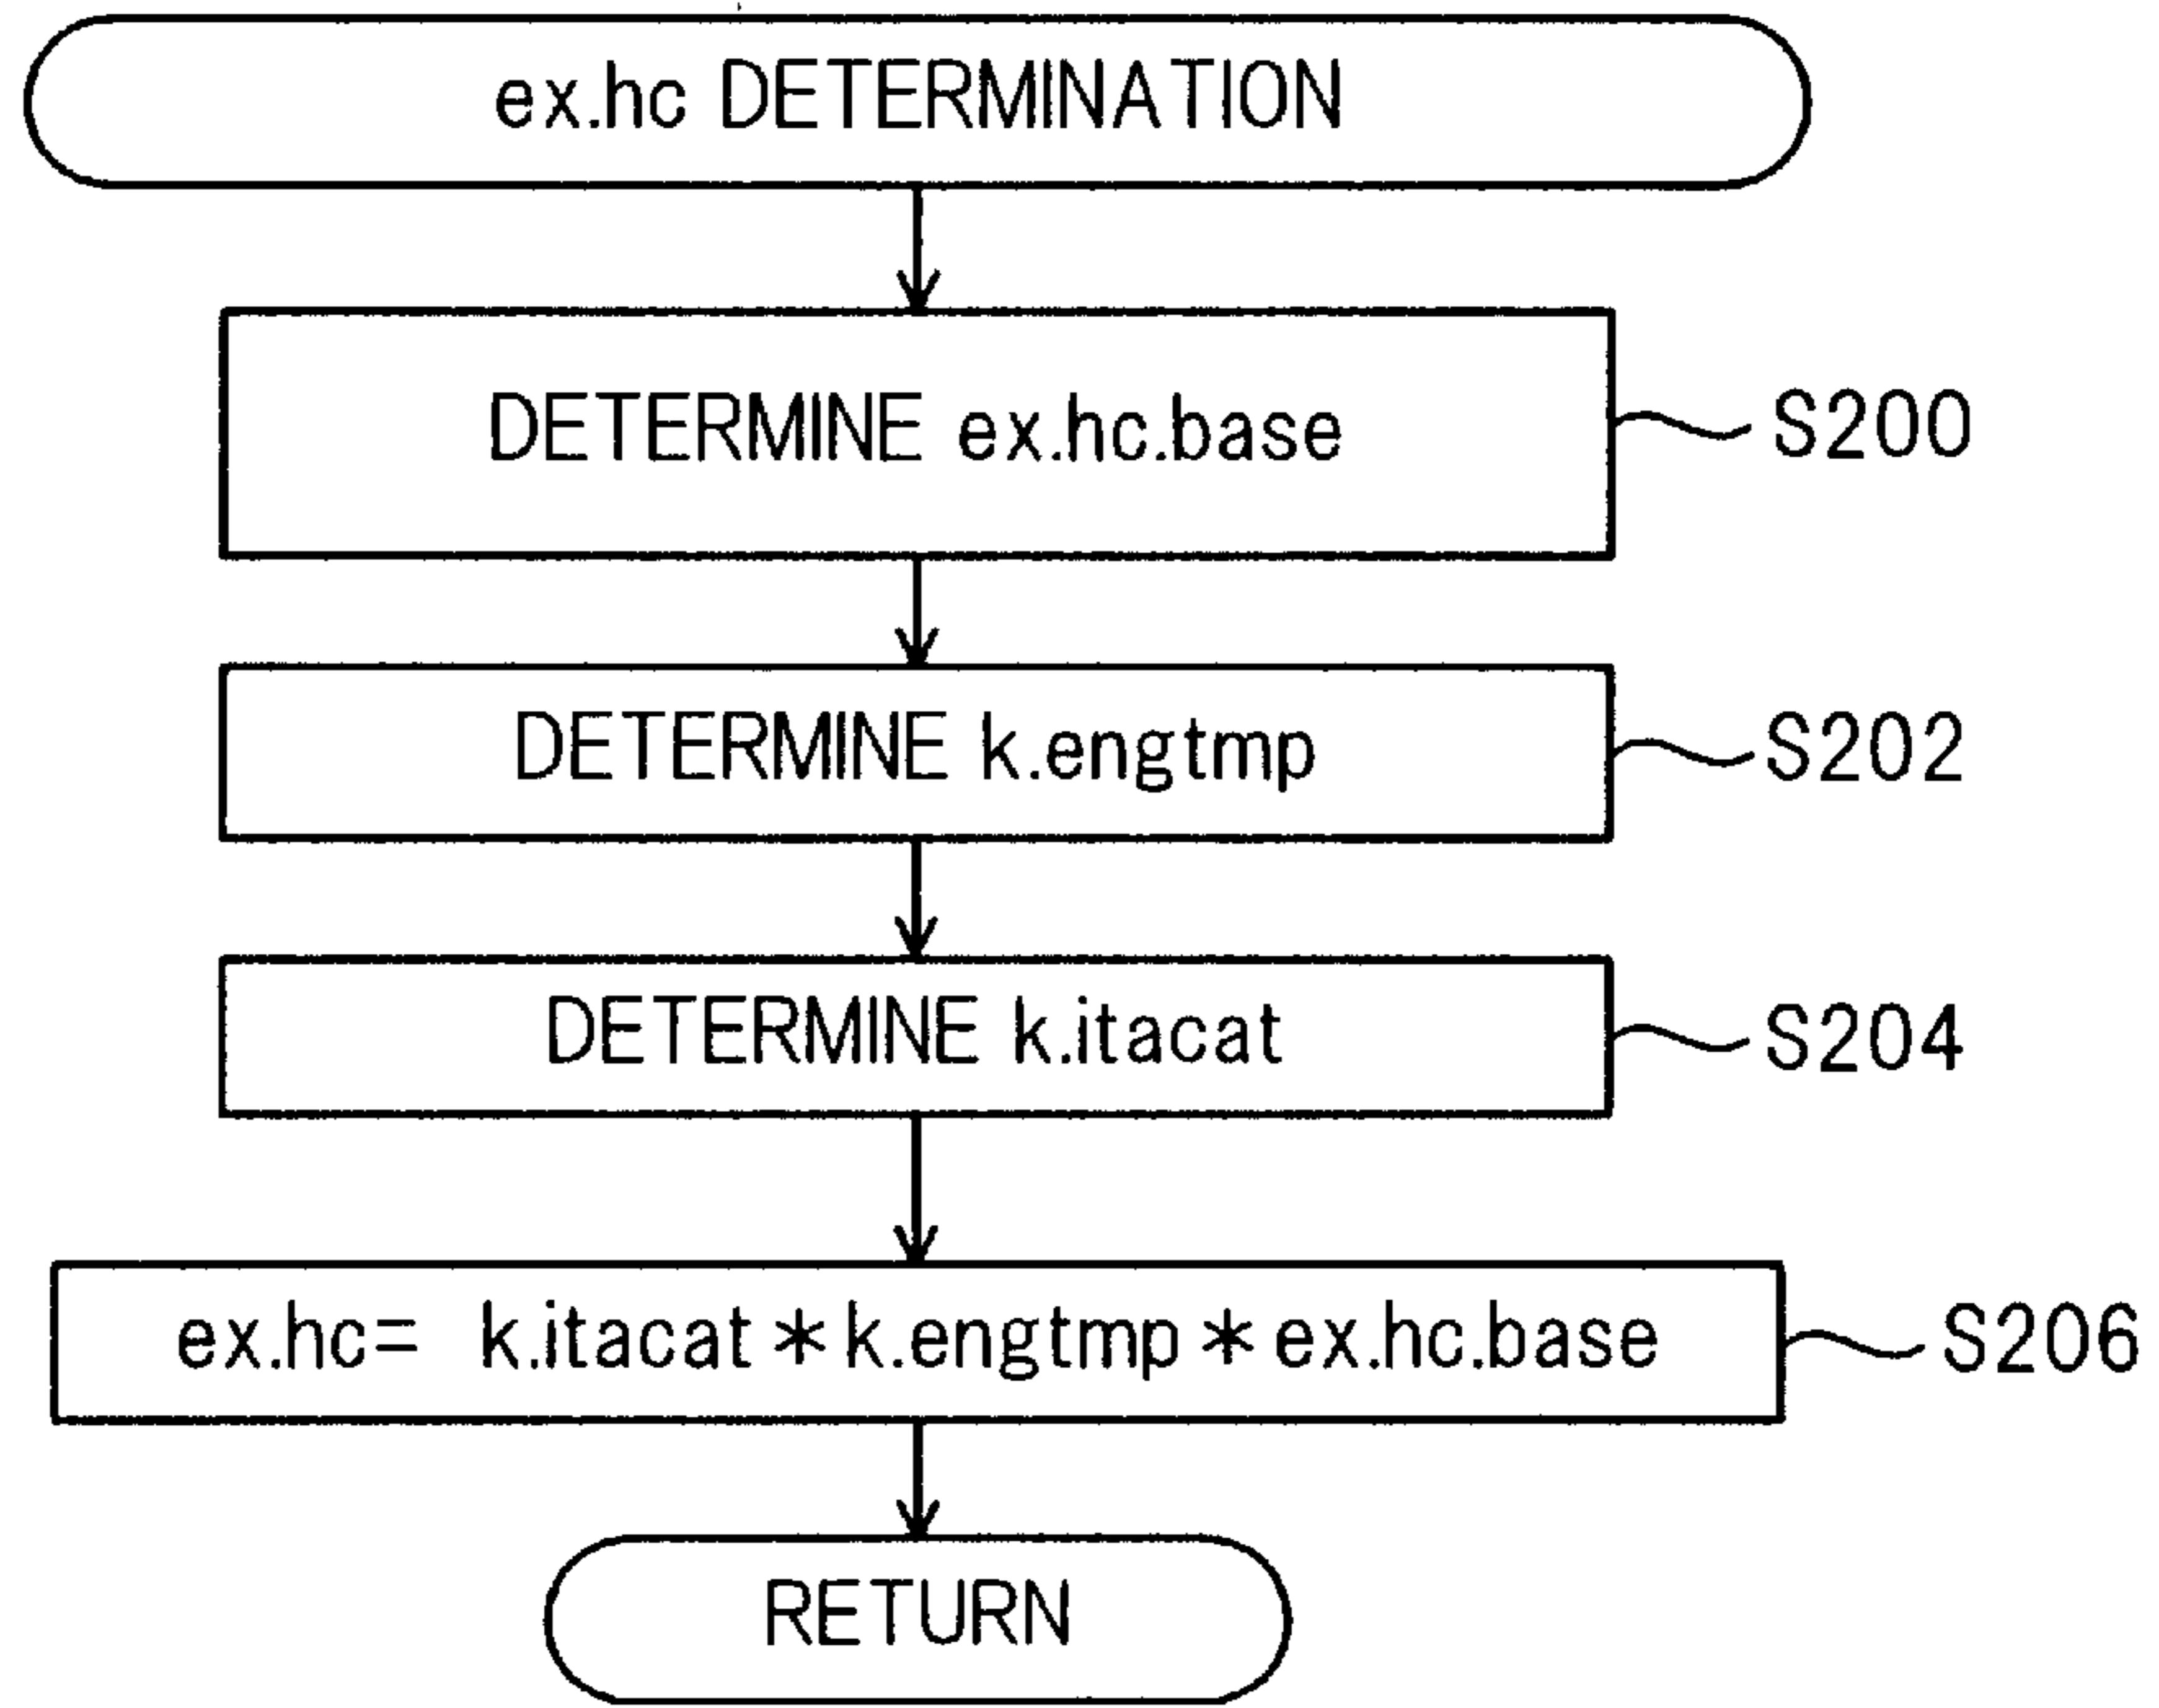 ex.hc DETERMINATION
DETERMINE ex.hc.base
S200
DETERMINE k.engtmp
S202
DETERMINE k.itacat
S204
ex.hc= k.itacat * k.engtmp * ex.hc.base
S206
RETURN